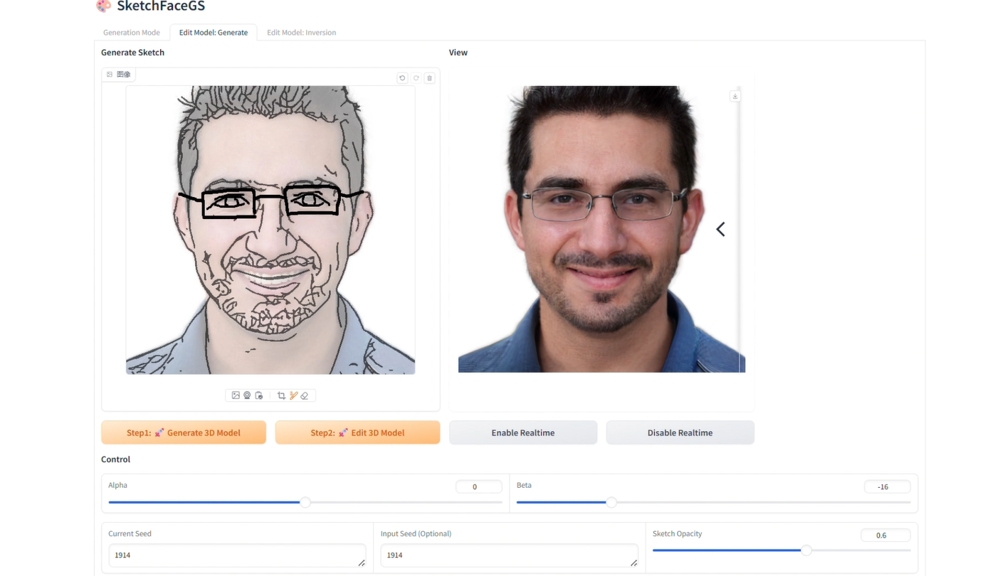 SketchFaceGS
Generation Mode
Edit Model: Generate
Edit Model: Inversion
Generate Sketch
View
图像
Step1: Generate 3D Model
Step2: Edit 3D Model
Enable Realtime
Disable Realtime
Control
Alpha
0
Beta
-16
Current Seed
1914
Input Seed (Optional)
1914
Sketch Opacity
0.6